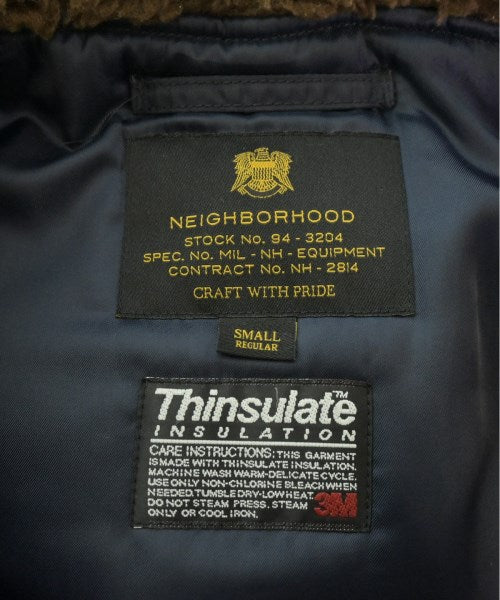 NEIGHBORHOOD
STOCK No. 94 - 3204
SPEC. NO. MIL - NH - EQUIPMENT
CONTRACT No. NH - 2814
CRAFT WITH PRIDE
SMALL
REGULAR
Thinsulate™
INSULATION
CARE INSTRUCTIONS: THIS GARMENT
IS MADE WITH THINSULATE INSULATION.
MACHINE WASH WARM-DELICATE CYCLE.
USE ONLY NON-CHLORINE BLEACH WHEN
NEEDED. TUMBLE DRY-LOW HEAT.
DO NOT STEAM PRESS. STEAM
ONLY OR COOL IRON.
3M